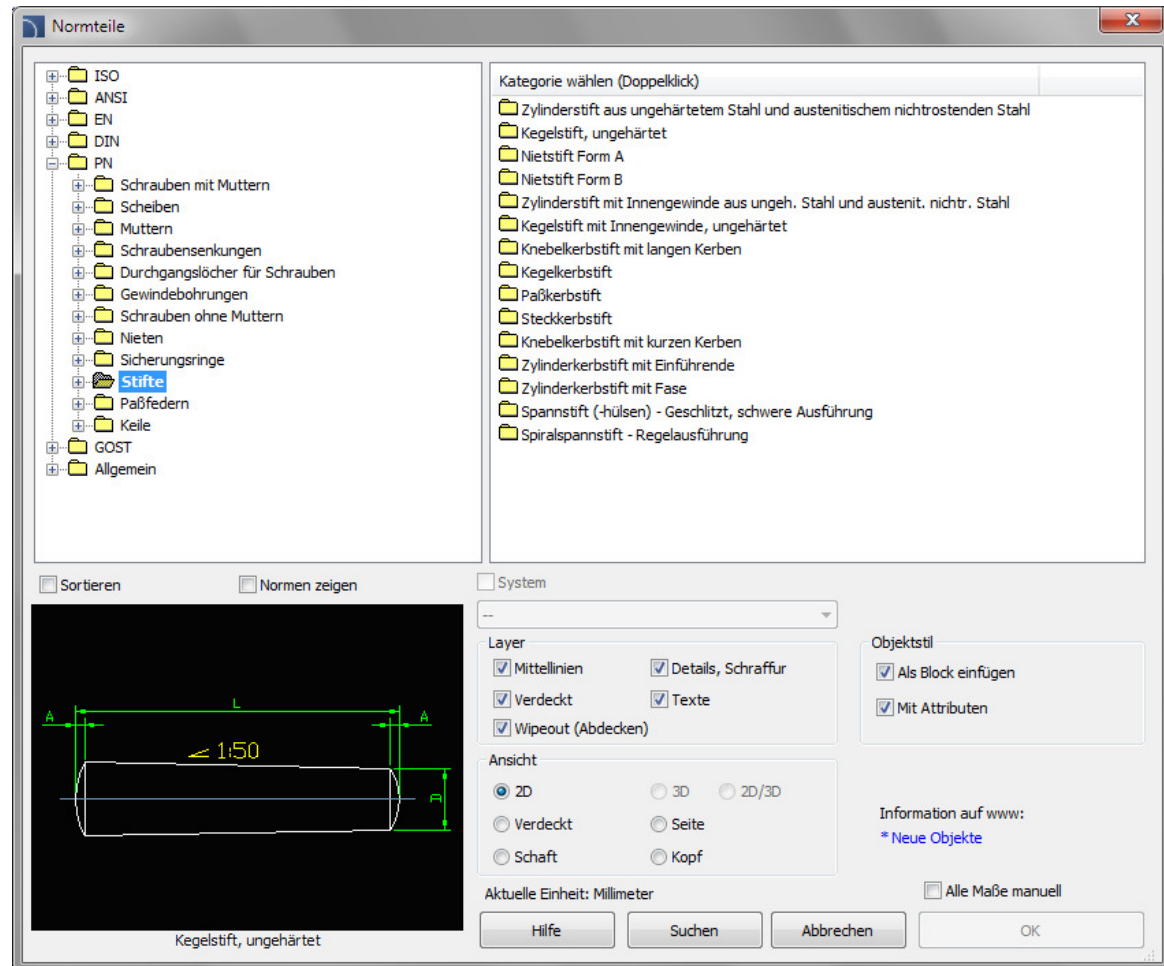 Normteile
ISO
ANSI
EN
DIN
PN
Schrauben mit Muttern
Scheiben
Muttern
Schraubensenkungen
Durchgangslöcher für Schrauben
Gewindebohrungen
Schrauben ohne Muttern
Nieten
Sicherungsringe
Stifte
Paßfedern
Keile
GOST
Allgemein
Kategorie wählen (Doppelklick)
Zylinderstift aus ungehärtetem Stahl und austenitischem nichtrostenden Stahl
Kegelstift, ungehärtet
Nietstift Form A
Nietstift Form B
Zylinderstift mit Innengewinde aus ungeh. Stahl und austenit. nichtr. Stahl
Kegelstift mit Innengewinde, ungehärtet
Knebelkerbstift mit langen Kerben
Kegelkerbstift
Paßkerbstift
Steckkerbstift
Knebelkerbstift mit kurzen Kerben
Zylinderkerbstift mit Einführende
Zylinderkerbstift mit Fase
Spannstift (-hülsen) - Geschlitzt, schwere Ausführung
Spiralspannstift - Regelausführung
Sortieren
Normen zeigen
L
A
A
1:50
D
Kegelstift, ungehärtet
System
--
Layer
Mittellinien
Details, Schraffur
Verdeckt
Texte
Wipeout (Abdecken)
Objektstil
Als Block einfügen
Mit Attributen
Ansicht
2D
3D
2D/3D
Verdeckt
Seite
Schaft
Kopf
Information auf www:
* Neue Objekte
Aktuelle Einheit: Millimeter
Alle Maße manuell
Hilfe
Suchen
Abbrechen
OK